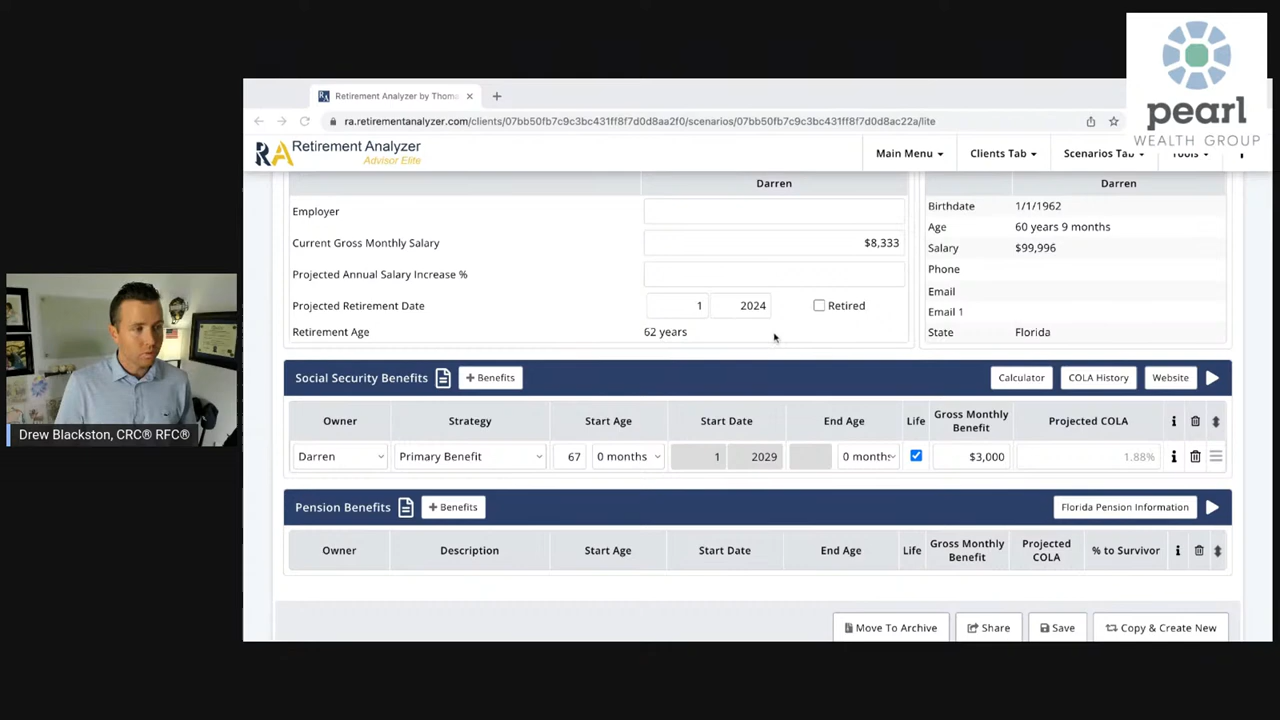 pearl
WEALTH GROUP
Retirement Analyzer by Thoma
ra.retirementanalyzer.com/clients/07bb50fb7c9c3bc431ff8f7d0d8aa2f0/scenarios/07bb50fb7c9c3bc431ff8f7d0d8ac22a/lite
RA Retirement Analyzer
Advisor Elite
Main Menu Clients Tab Scenarios Tab Tools
Darren Darren
Employer
Birthdate 1/1/1962
Age 60 years 9 months
Current Gross Monthly Salary $8,333
Salary $99,996
Phone
Projected Annual Salary Increase %
Email
Projected Retirement Date 1 2024 Retired
Email 1
Retirement Age 62 years
State Florida
Social Security Benefits + Benefits Calculator COLA History Website
Owner Strategy Start Age Start Date End Age Life Gross Monthly Benefit Projected COLA
Darren Primary Benefit 67 0 months 1 2029 0 months $3,000 1.88%
Pension Benefits + Benefits Florida Pension Information
Owner Description Start Age Start Date End Age Life Gross Monthly Benefit Projected COLA % to Survivor
Move To Archive Share Save Copy & Create New
Drew Blackston, CRC® RFC®